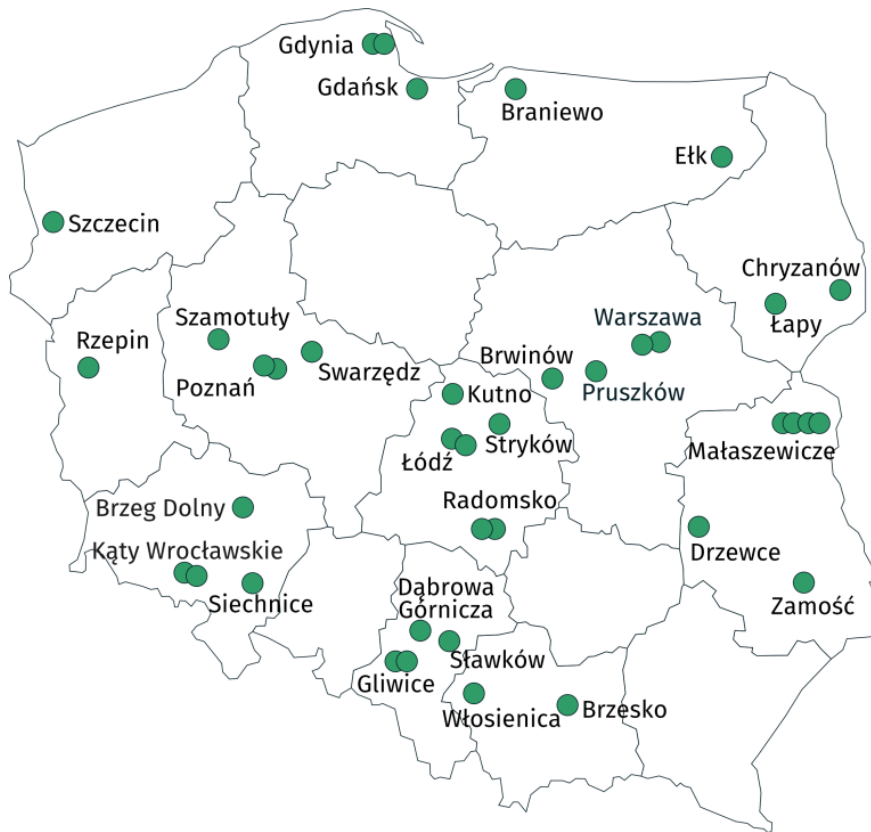 Gdynia
Gdańsk
Braniewo
Ełk
Szczecin
Chryzanów
Łapy
Szamotuły
Warszawa
Rzepin
Swarzędz
Brwinów
Poznań
Pruszków
Kutno
Stryków
Małaszewicze
Łódź
Radomsko
Brzeg Dolny
Drzewce
Kąty Wrocławskie
Siechnice
Zamość
Dąbrowa
Górnicza
Sławków
Gliwice
Włosienica
Brzesko